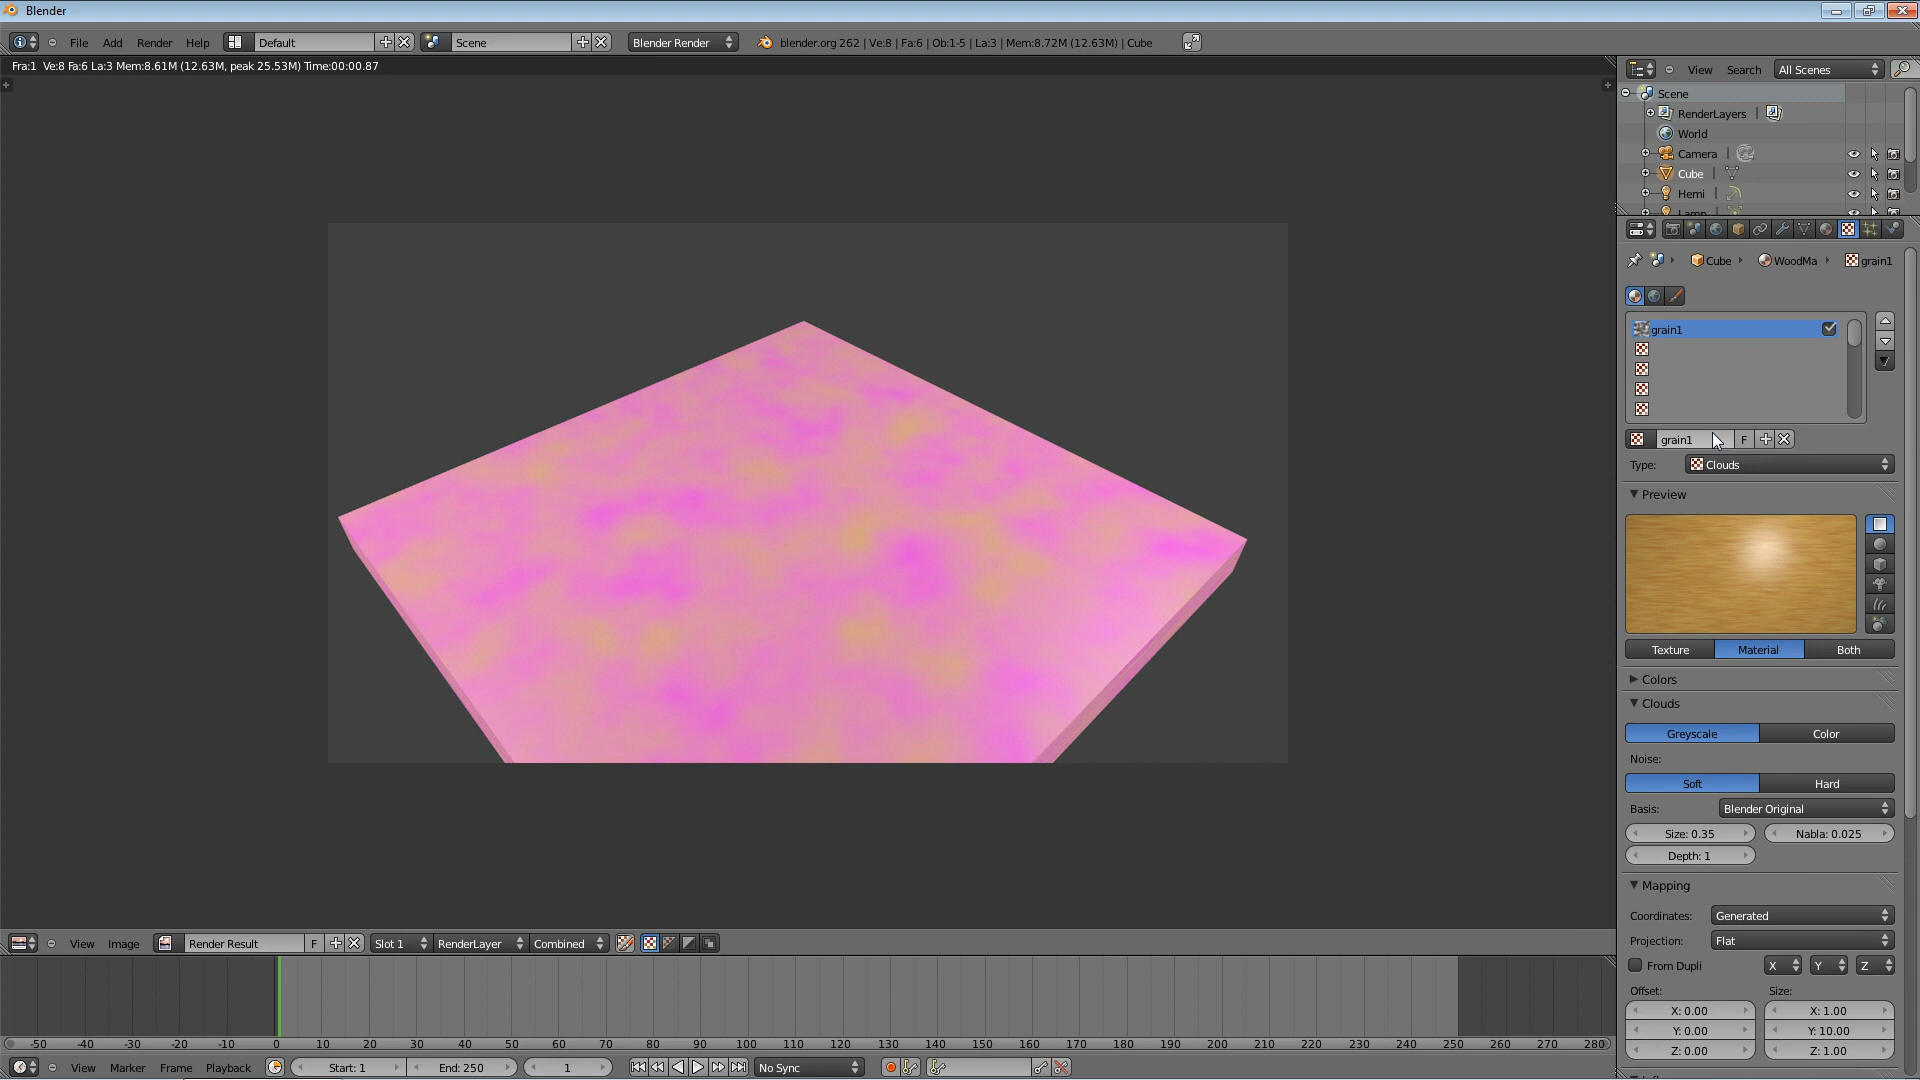 Blender
File Add Render Help Default Scene Blender Render blender.org 262 | Ve:8 | Fa:6 | Ob:1-5 | La:3 | Mem:8.72M (12.63M) | Cube
Fra:1 Ve:8 Fa:6 La:3 Mem:8.61M (12.63M, peak 25.53M) Time:00:00.87
View Search All Scenes
Scene
RenderLayers |
World
Camera |
Cube |
Hemi |
Lamp
Cube WoodMa grain1
grain1
grain1 F
Type: Clouds
Preview
Texture Material Both
Colors
Clouds
Greyscale Color
Noise:
Soft Hard
Basis: Blender Original
Size: 0.35 Nabla: 0.025
Depth: 1
Mapping
Coordinates: Generated
Projection: Flat
From Dupli X Y Z
Offset: Size:
X: 0.00 X: 1.00
Y: 0.00 Y: 10.00
Z: 0.00 Z: 1.00
View Image Render Result F Slot 1 RenderLayer Combined
-50 -40 -30 -20 -10 0 10 20 30 40 50 60 70 80 90 100 110 120 130 140 150 160 170 180 190 200 210 220 230 240 250 260 270 280
View Marker Frame Playback Start: 1 End: 250 1 No Sync